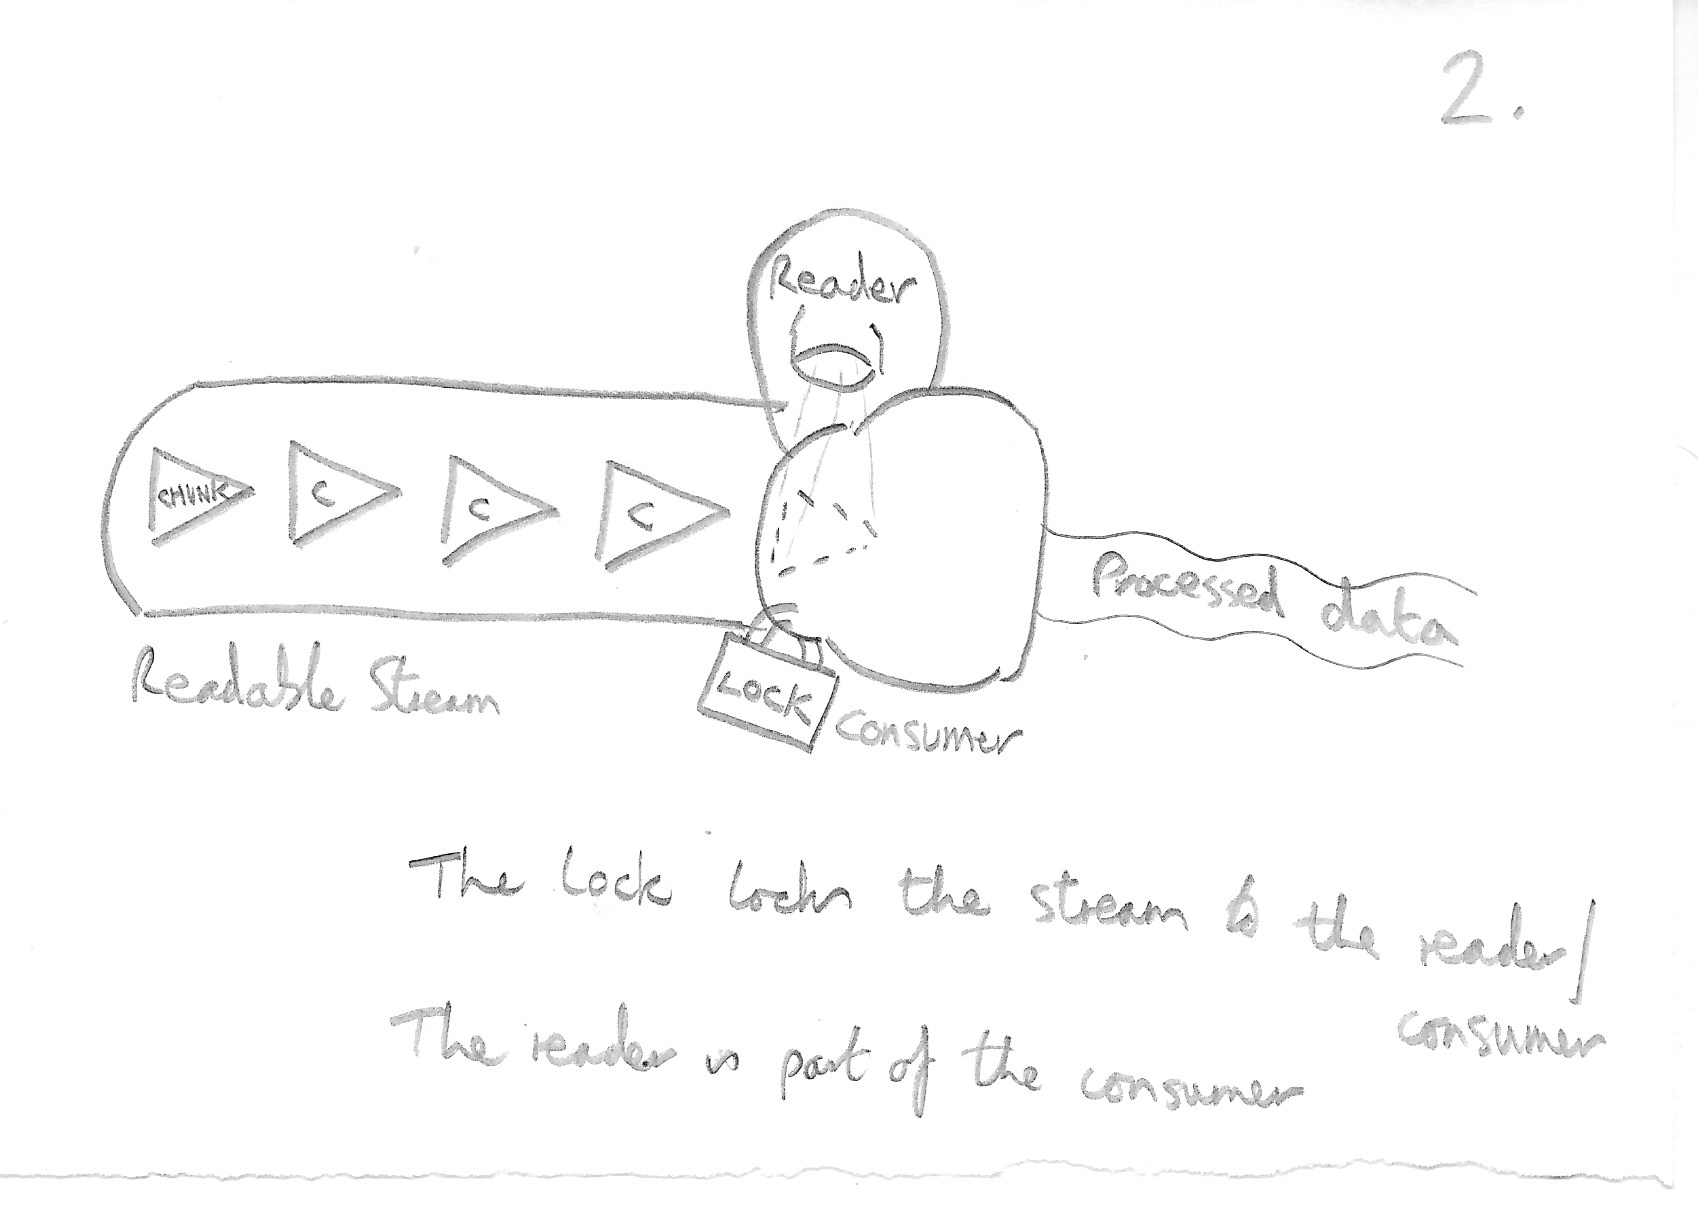 2.
Reader
CHUNK
C
C
C
Processed data
Readable Stream
LOCK
consumer
The Lock locks the stream to the reader/
consumer
The reader is part of the consumer